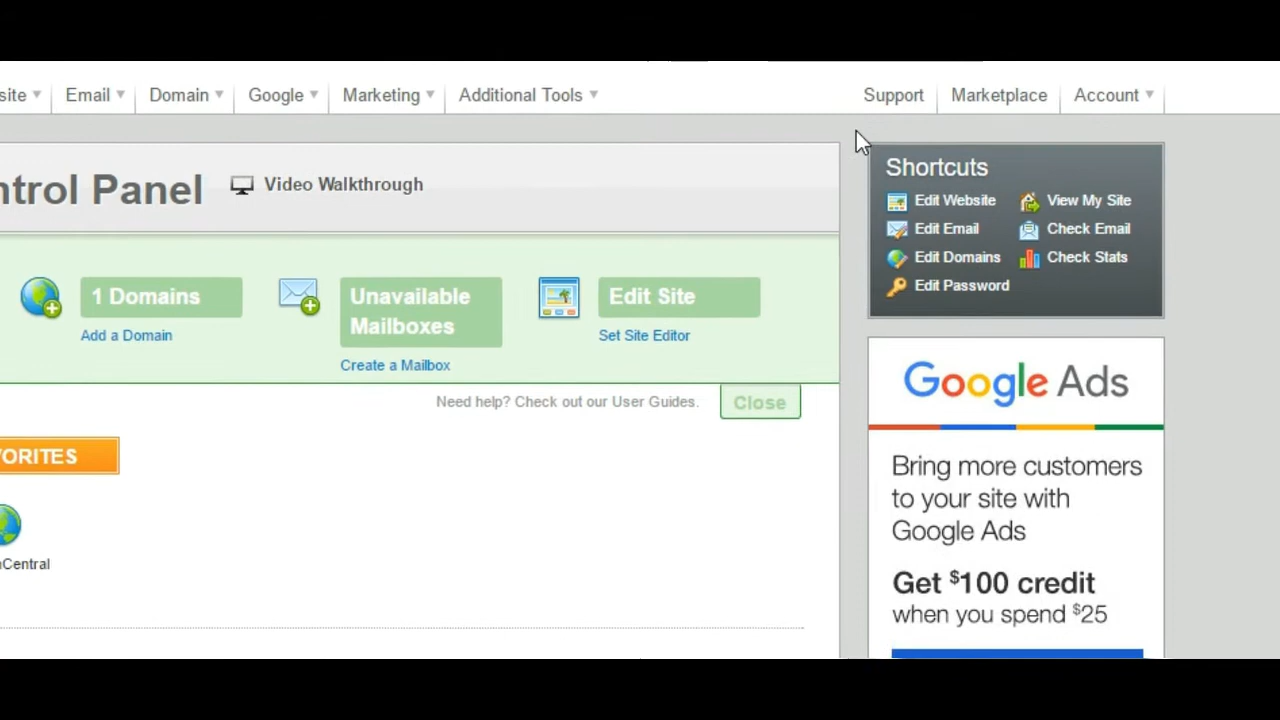 site
Email
Domain
Google
Marketing
Additional Tools
Support
Marketplace
Account
ntrol Panel
Video Walkthrough
Shortcuts
Edit Website
View My Site
Edit Email
Check Email
Edit Domains
Check Stats
Edit Password
1 Domains
Add a Domain
Unavailable
Mailboxes
Create a Mailbox
Edit Site
Set Site Editor
Need help? Check out our User Guides.
Close
ORITES
Central
Google Ads
Bring more customers
to your site with
Google Ads
Get $100 credit
when you spend $25